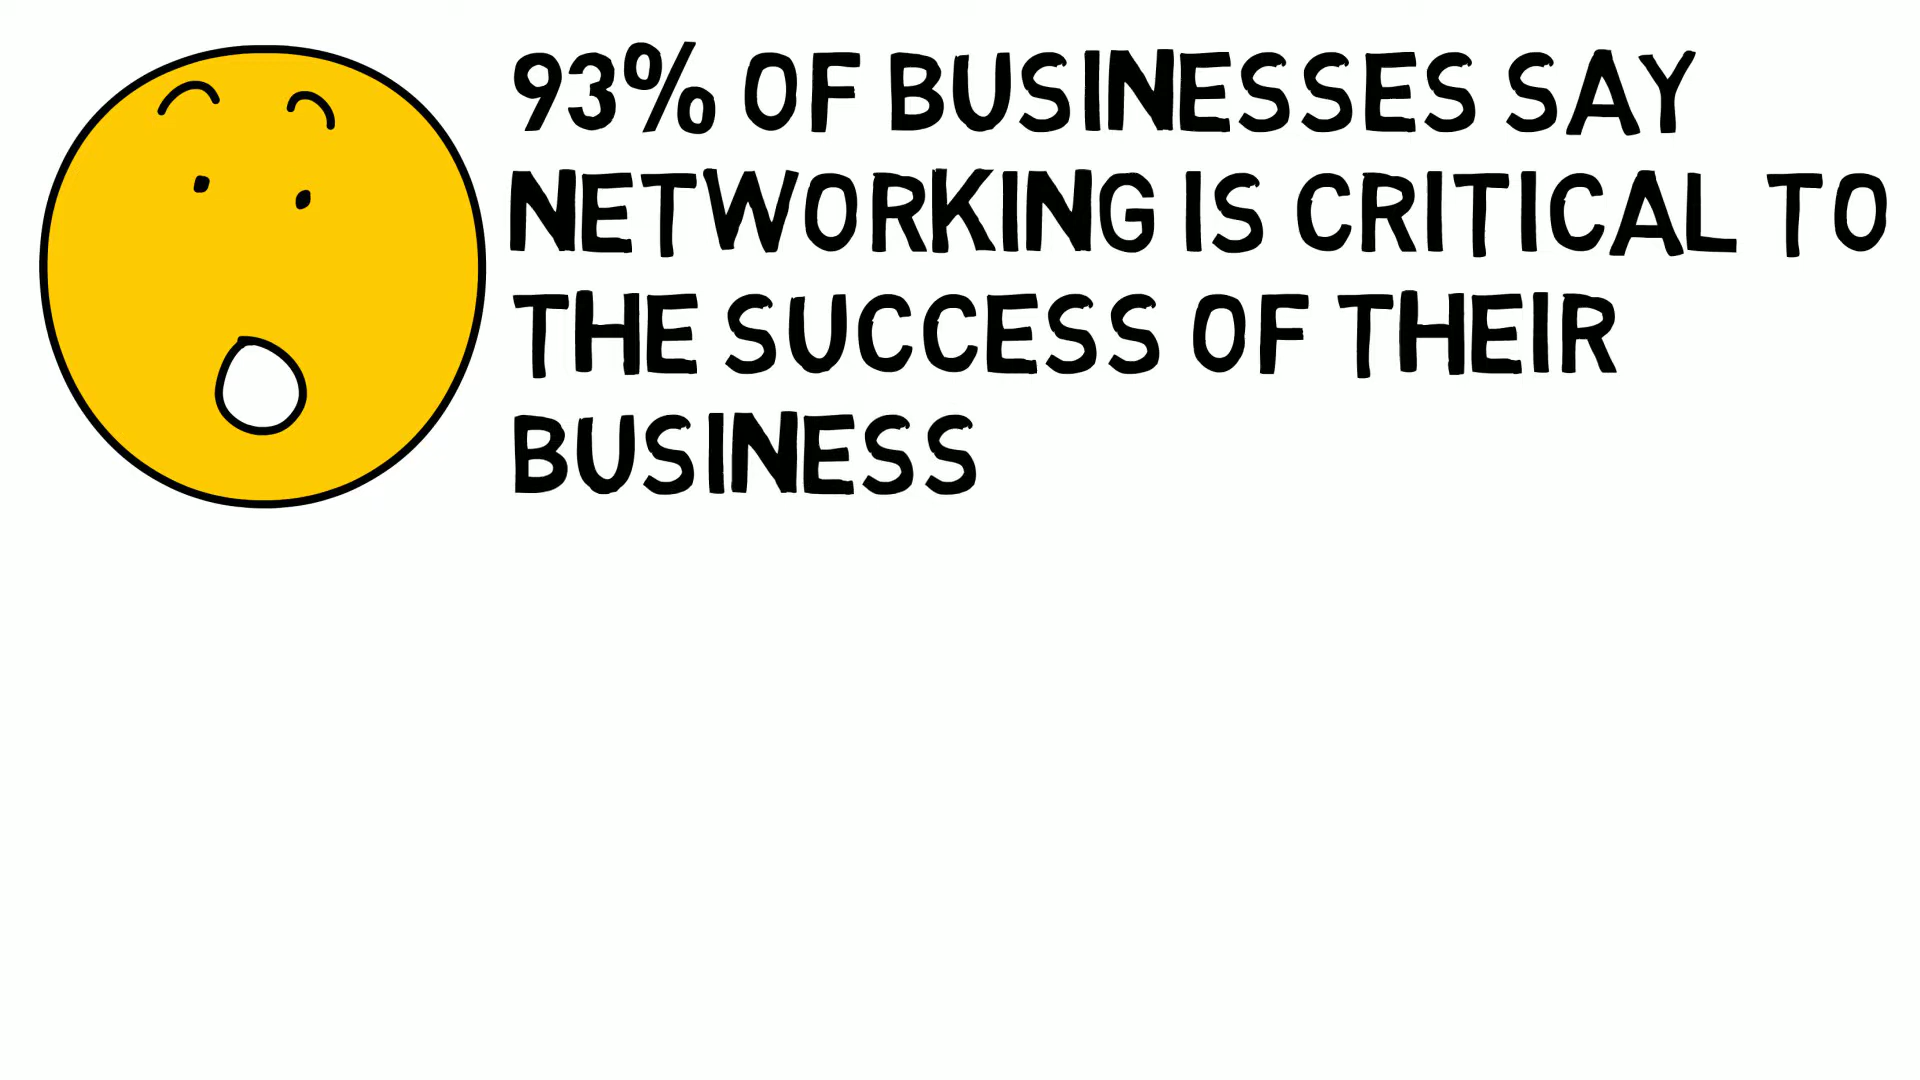 93% OF BUSINESSES SAY
NETWORKING IS CRITICAL TO
THE SUCCESS OF THEIR
BUSINESS